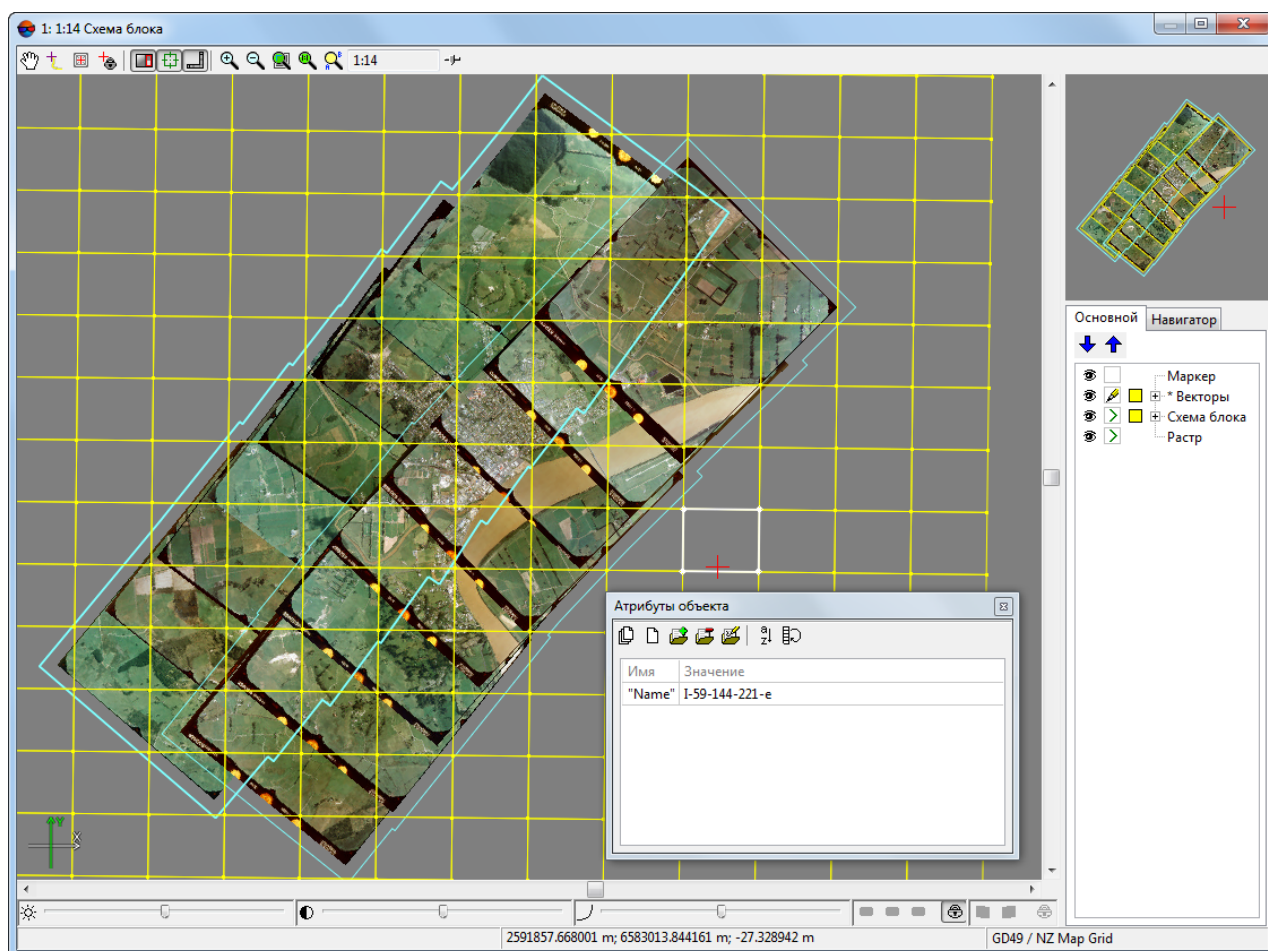 1: 1:14 Схема блока
1:14
Основной
Навигатор
Маркер
* Векторы
Схема блока
Растр
Атрибуты объекта
Имя Значение
"Name" I-59-144-221-e
Y
X
2591857.668001 m; 6583013.844161 m; -27.328942 m
GD49 / NZ Map Grid